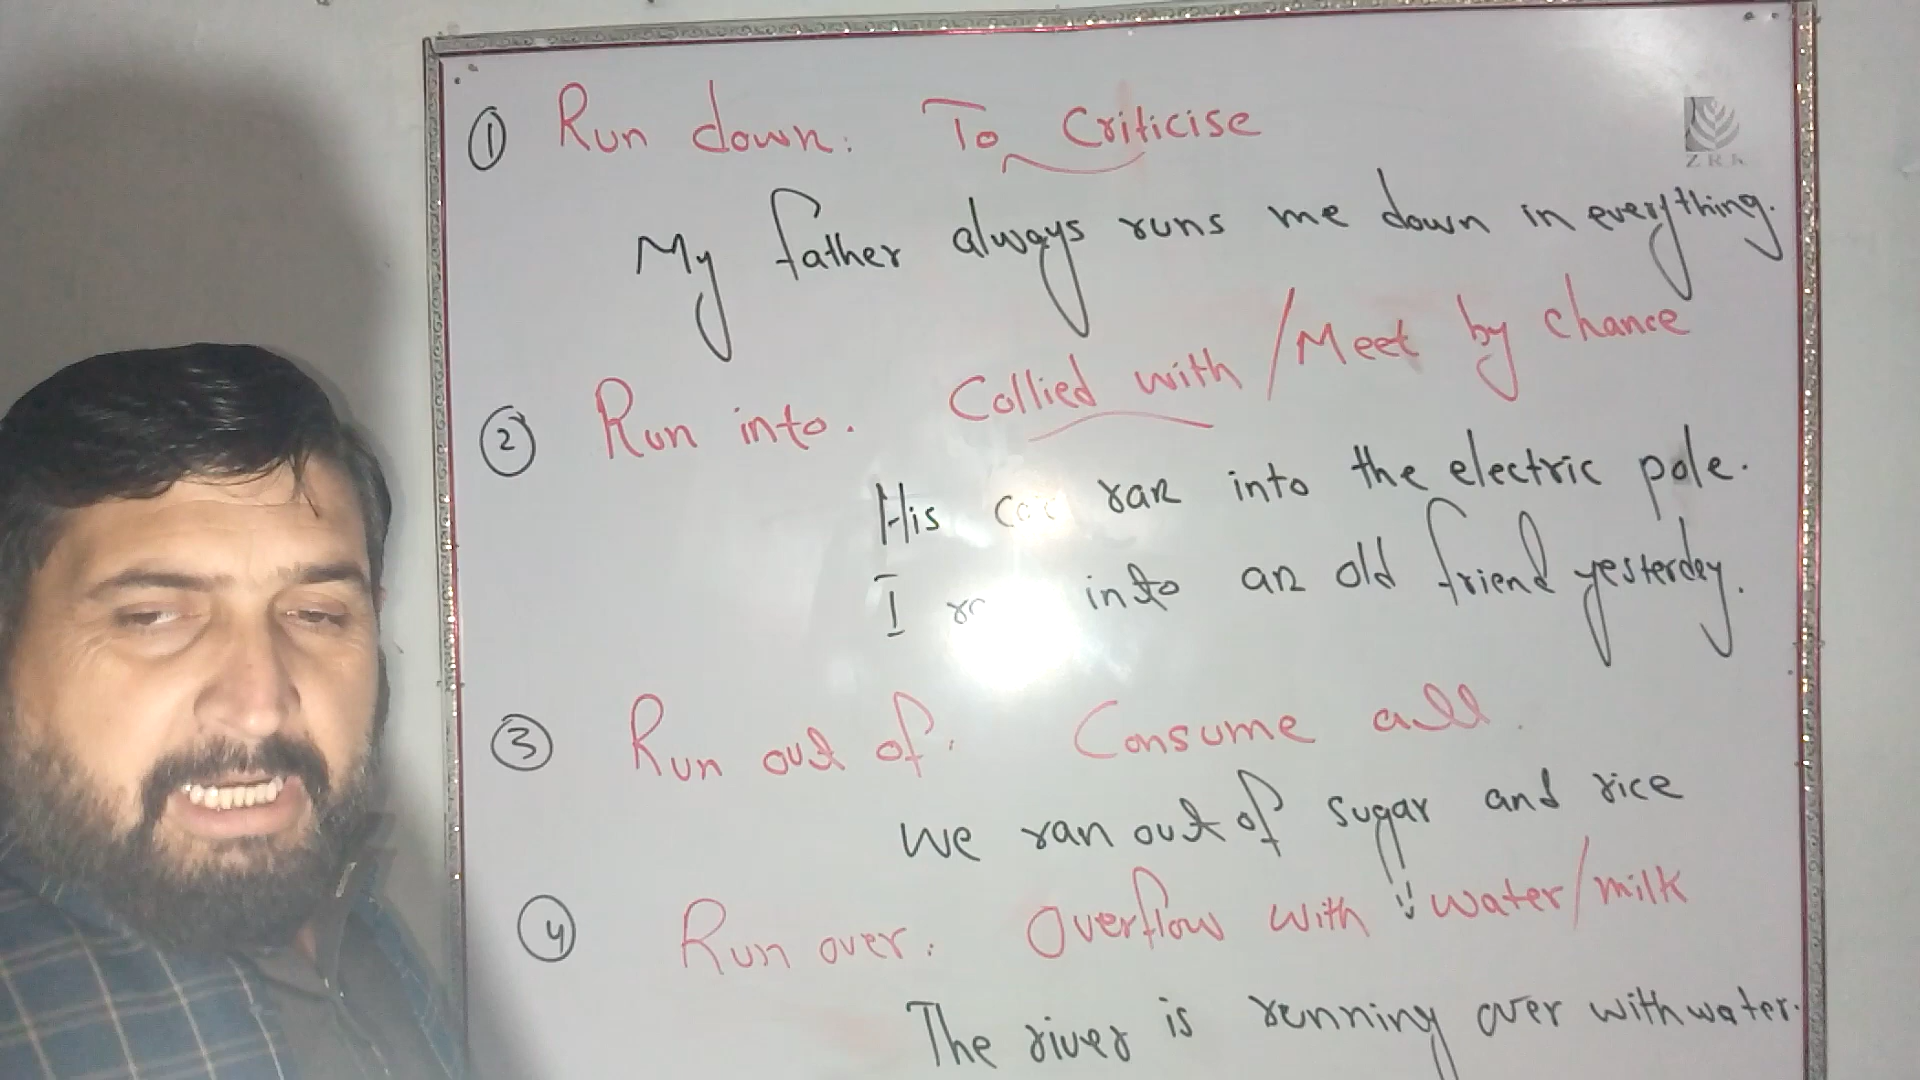 ① Run down: To Criticise
ZRK
My father always runs me down in everything.
② Run into. Collied with/Meet by chance
His car ran into the electric pole.
I into an old friend yesterday.
③ Run out of: Consume all.
We ran out of sugar and rice
④ Run over: Overflow with water/milk
The river is running over with water.